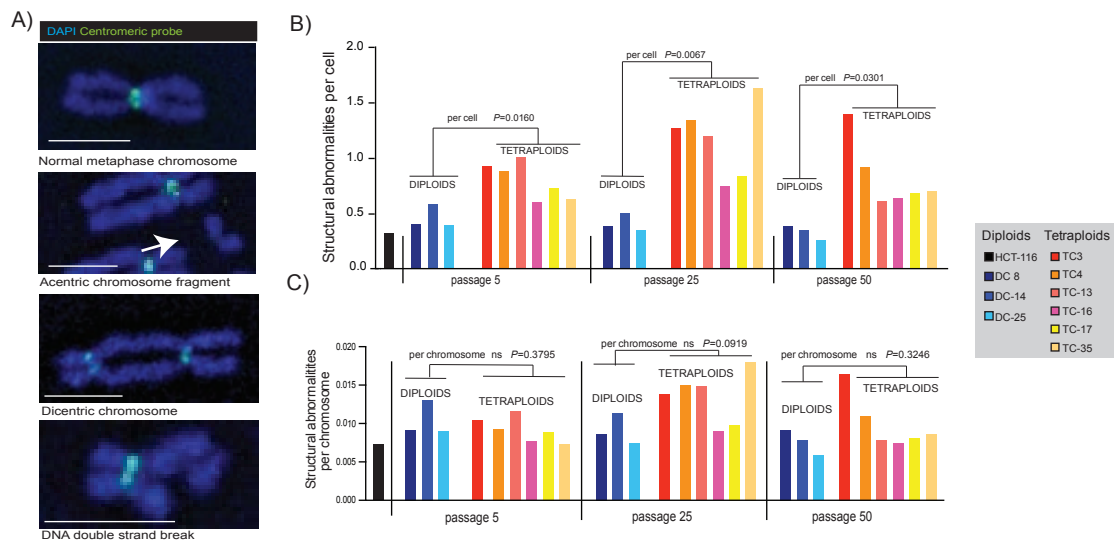 A)
DAPI Centromeric probe
Normal metaphase chromosome
Acentric chromosome fragment
Dicentric chromosome
DNA double strand break
B)
Structural abnormalities per cell
2.0
1.5
1.0
0.5
0.0
per cell P=0.0160
DIPLOIDS
TETRAPLOIDS
per cell P=0.0067
DIPLOIDS
TETRAPLOIDS
per cell P=0.0301
DIPLOIDS
TETRAPLOIDS
passage 5
passage 25
passage 50
C)
Structural abnormalitites
per chromosome
0.020
0.015
0.010
0.005
0.000
per chromosome ns P=0.3795
DIPLOIDS
TETRAPLOIDS
per chromosome ns P=0.0919
DIPLOIDS
TETRAPLOIDS
per chromosome ns P=0.3246
DIPLOIDS
TETRAPLOIDS
passage 5
passage 25
passage 50
Diploids Tetraploids
HCT-116 TC3
DC 8 TC4
DC-14 TC-13
DC-25 TC-16
TC-17
TC-35